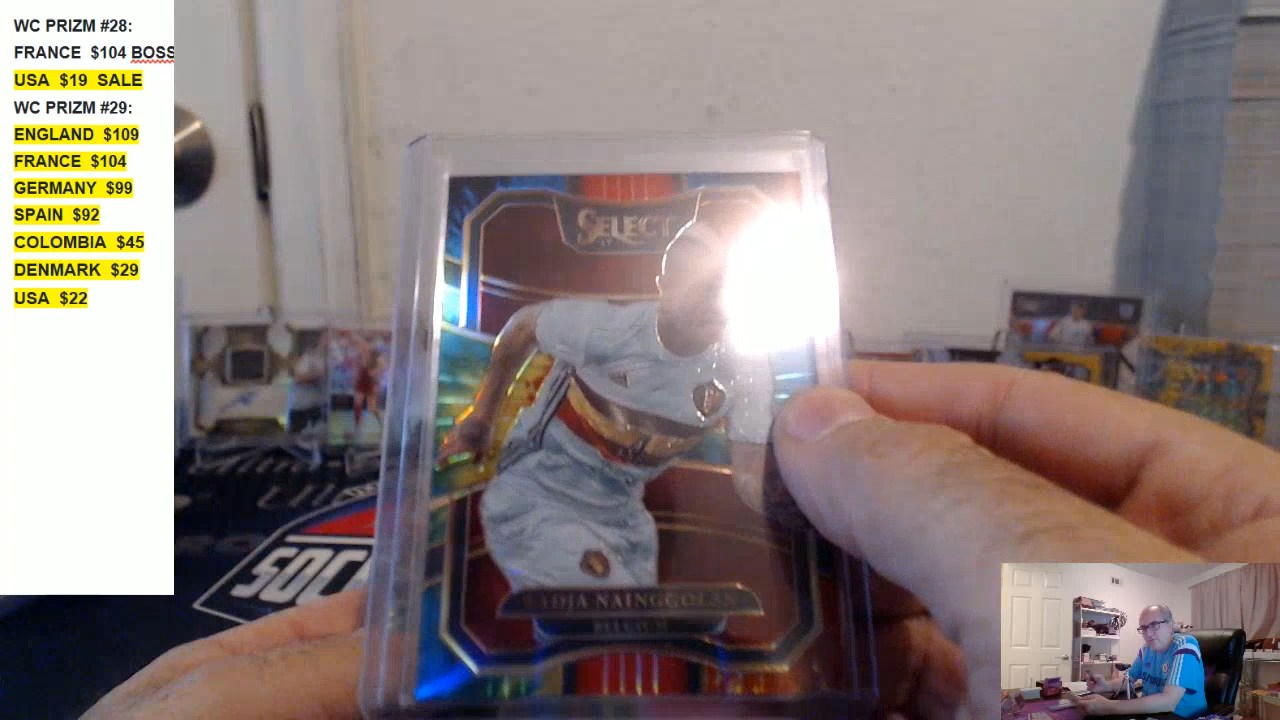 WC PRIZM #28:
FRANCE $104 BOSS
USA $19 SALE
WC PRIZM #29:
ENGLAND $109
FRANCE $104
GERMANY $99
SPAIN $92
COLOMBIA $45
DENMARK $29
USA $22
SELECT
RADJA NAINGGOLAN
BELGIUM